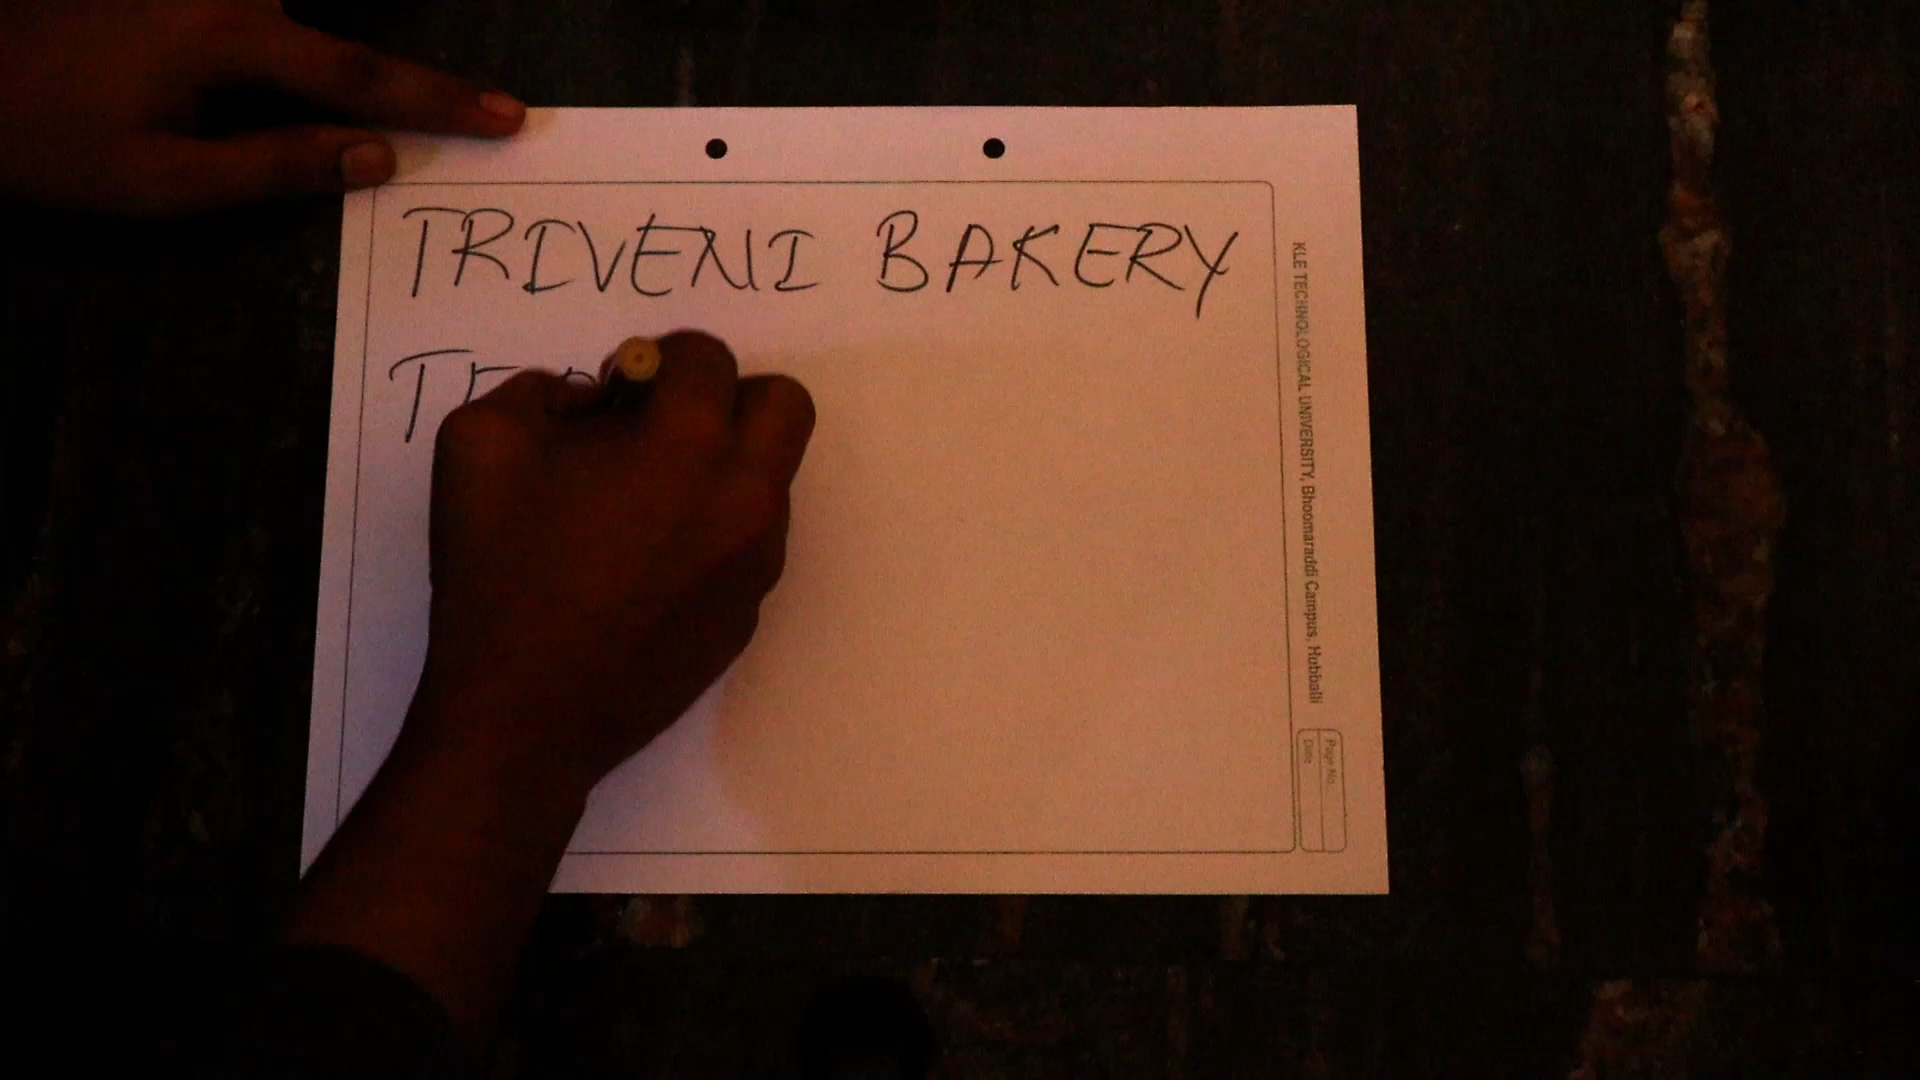 TRIVENI BAKERY
KLE TECHNOLOGICAL UNIVERSITY, Bhoomaraddi Campus, Hubballi
Page No.
Date